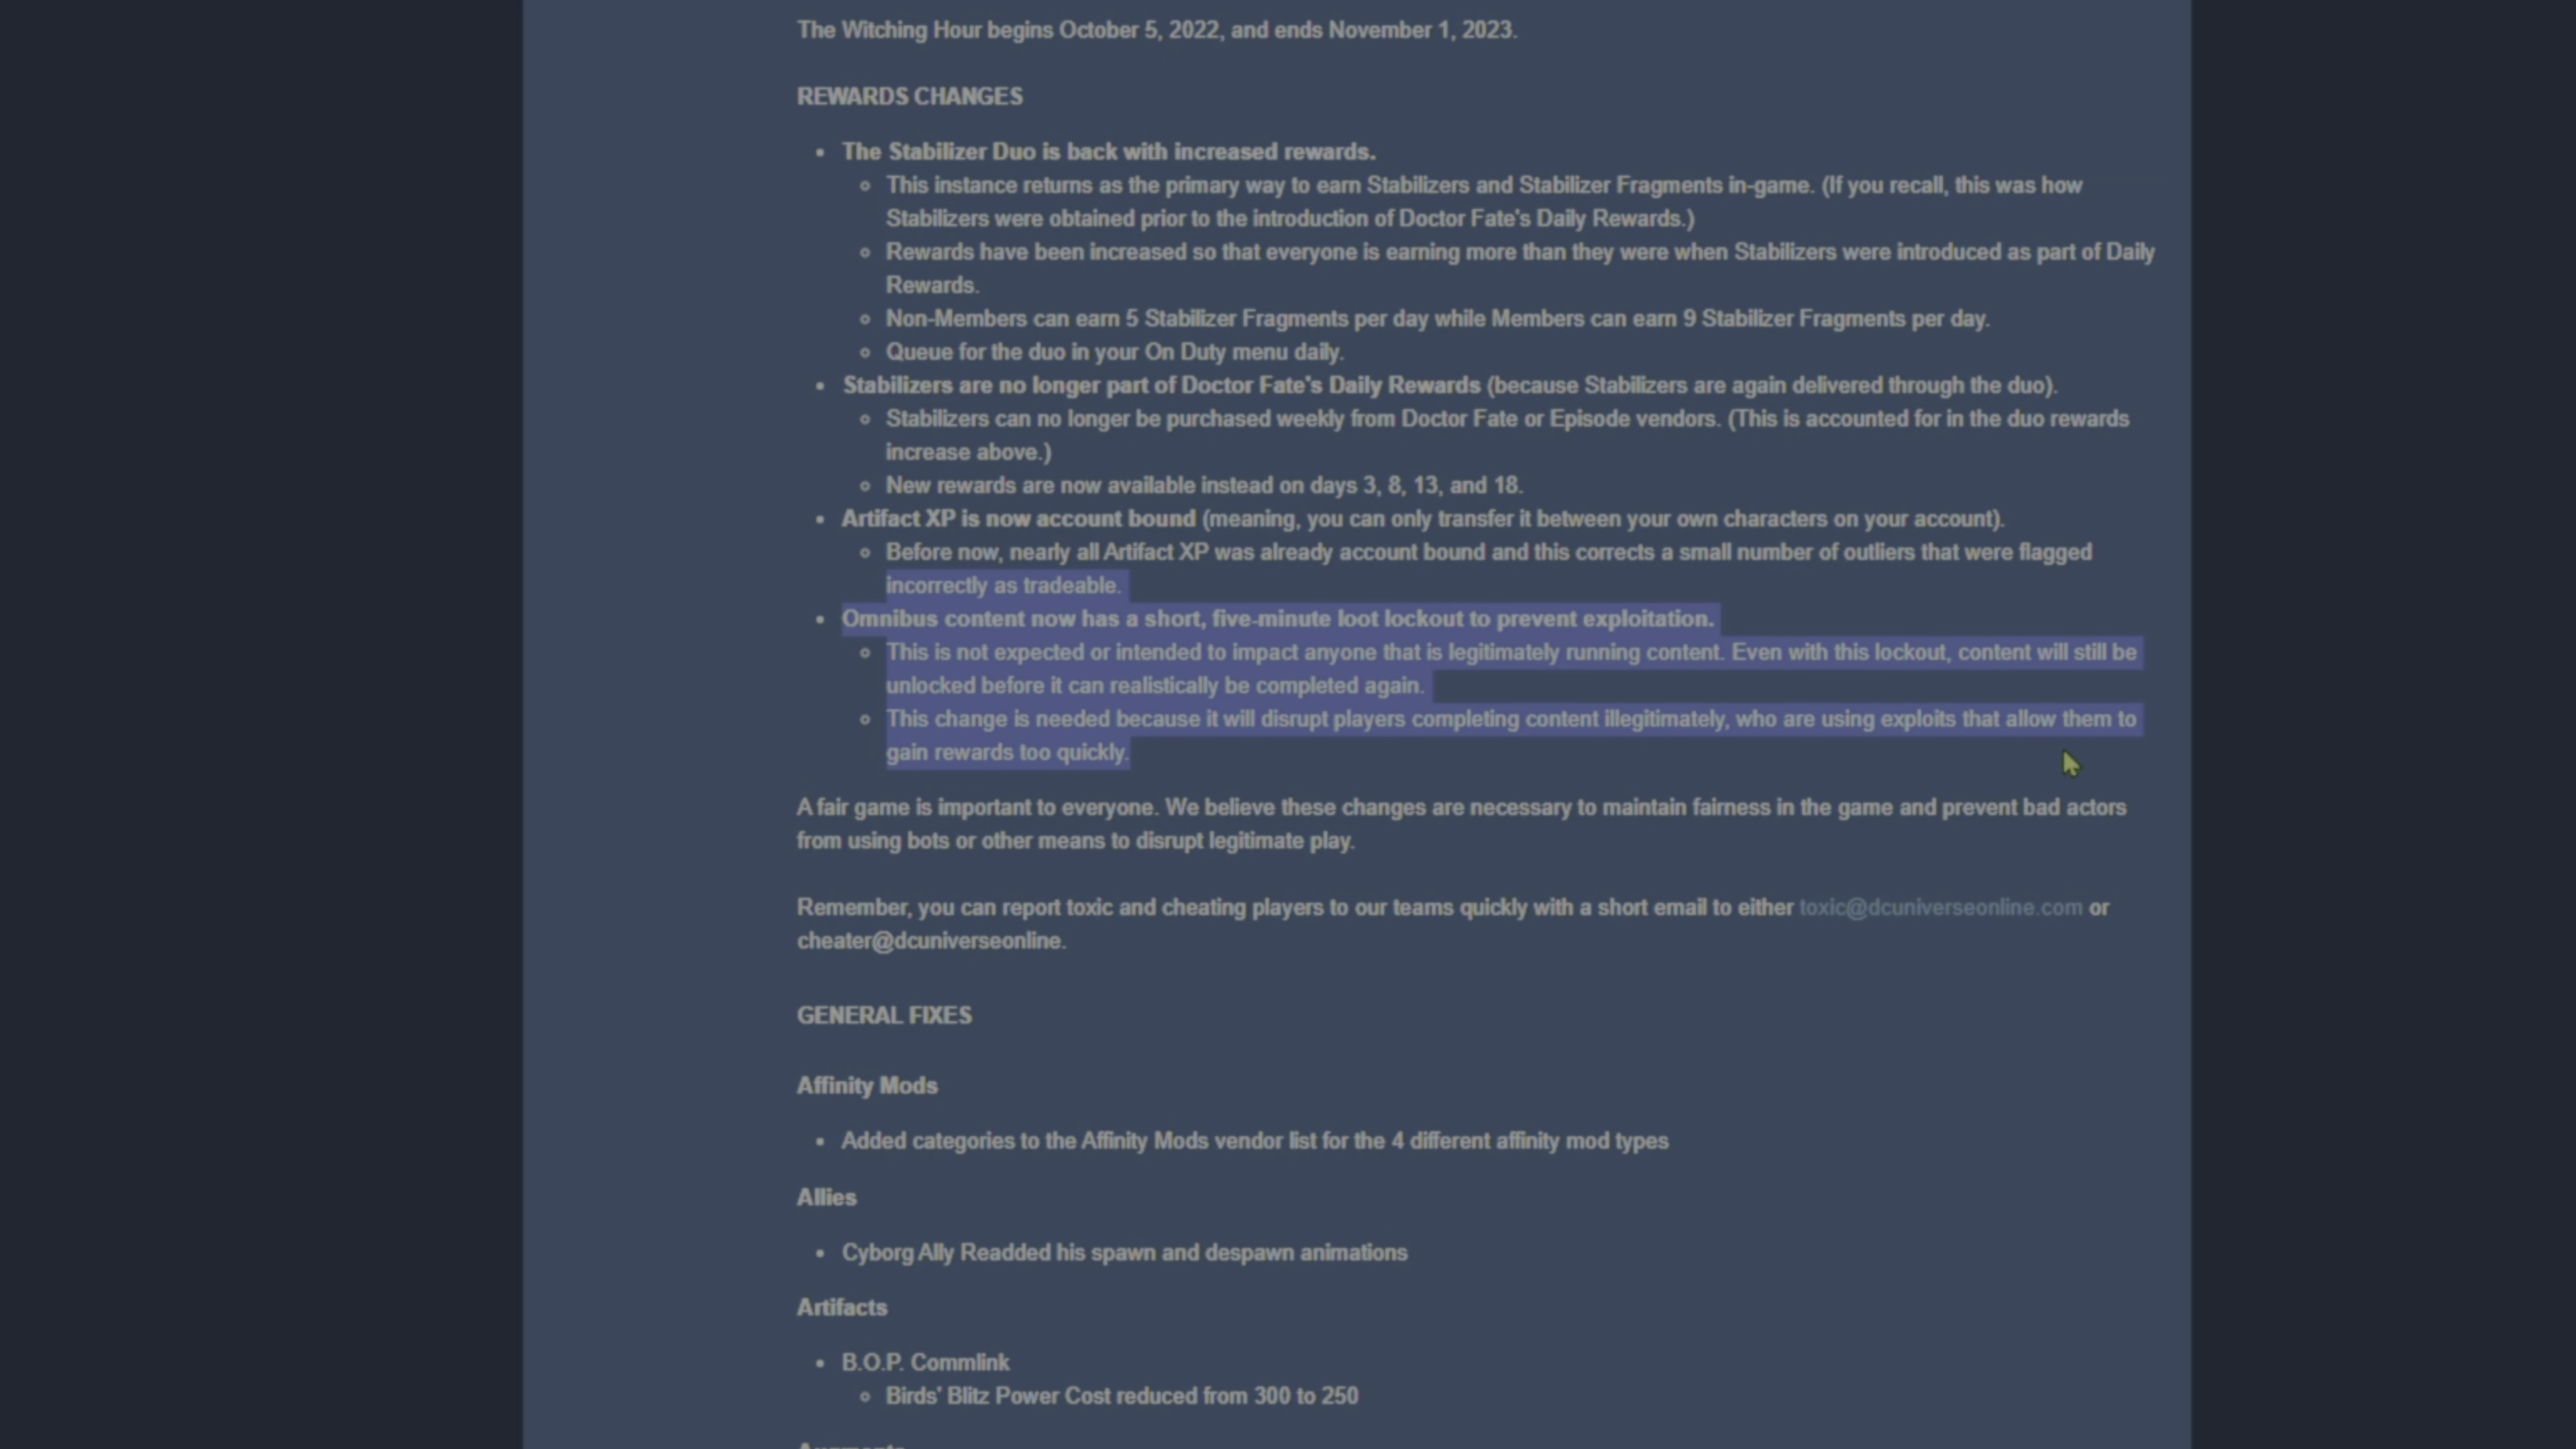 The Witching Hour begins October 5, 2022, and ends November 1, 2023.
REWARDS CHANGES
The Stabilizer Duo is back with increased rewards.
This instance returns as the primary way to earn Stabilizers and Stabilizer Fragments in-game. (If you recall, this was how
Stabilizers were obtained prior to the introduction of Doctor Fate's Daily Rewards.)
Rewards have been increased so that everyone is earning more than they were when Stabilizers were introduced as part of Daily
Rewards.
Non-Members can earn 5 Stabilizer Fragments per day while Members can earn 9 Stabilizer Fragments per day.
Queue for the duo in your On Duty menu daily.
Stabilizers are no longer part of Doctor Fate's Daily Rewards (because Stabilizers are again delivered through the duo).
Stabilizers can no longer be purchased weekly from Doctor Fate or Episode vendors. (This is accounted for in the duo rewards
increase above.)
New rewards are now available instead on days 3, 8, 13, and 18.
Artifact XP is now account bound (meaning, you can only transfer it between your own characters on your account).
Before now, nearly all Artifact XP was already account bound and this corrects a small number of outliers that were flagged
incorrectly as tradeable.
Omnibus content now has a short, five-minute loot lockout to prevent exploitation.
This is not expected or intended to impact anyone that is legitimately running content. Even with this lockout, content will still be
unlocked before it can realistically be completed again.
This change is needed because it will disrupt players completing content illegitimately, who are using exploits that allow them to
gain rewards too quickly.
A fair game is important to everyone. We believe these changes are necessary to maintain fairness in the game and prevent bad actors
from using bots or other means to disrupt legitimate play.
Remember, you can report toxic and cheating players to our teams quickly with a short email to either toxic@dcuniverseonline.com or
cheater@dcuniverseonline.
GENERAL FIXES
Affinity Mods
Added categories to the Affinity Mods vendor list for the 4 different affinity mod types
Allies
Cyborg Ally Readded his spawn and despawn animations
Artifacts
B.O.P. Commlink
Birds' Blitz Power Cost reduced from 300 to 250